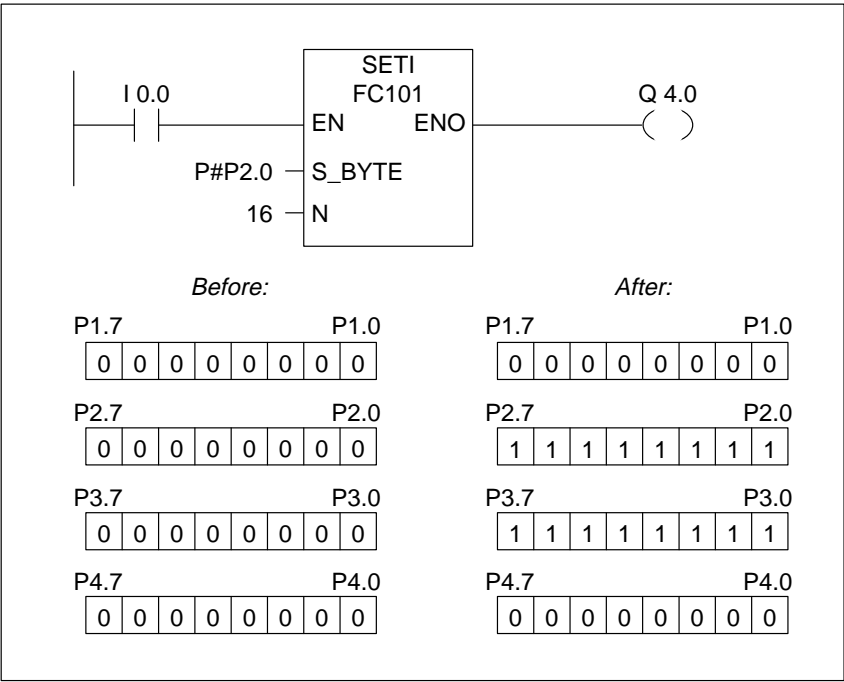 SETI
I 0.0 FC101 Q 4.0
EN ENO
P#P2.0 S_BYTE
16 N
Before: After:
P1.7 P1.0 P1.7 P1.0
0 0 0 0 0 0 0 0 0 0 0 0 0 0 0 0
P2.7 P2.0 P2.7 P2.0
0 0 0 0 0 0 0 0 1 1 1 1 1 1 1 1
P3.7 P3.0 P3.7 P3.0
0 0 0 0 0 0 0 0 1 1 1 1 1 1 1 1
P4.7 P4.0 P4.7 P4.0
0 0 0 0 0 0 0 0 0 0 0 0 0 0 0 0